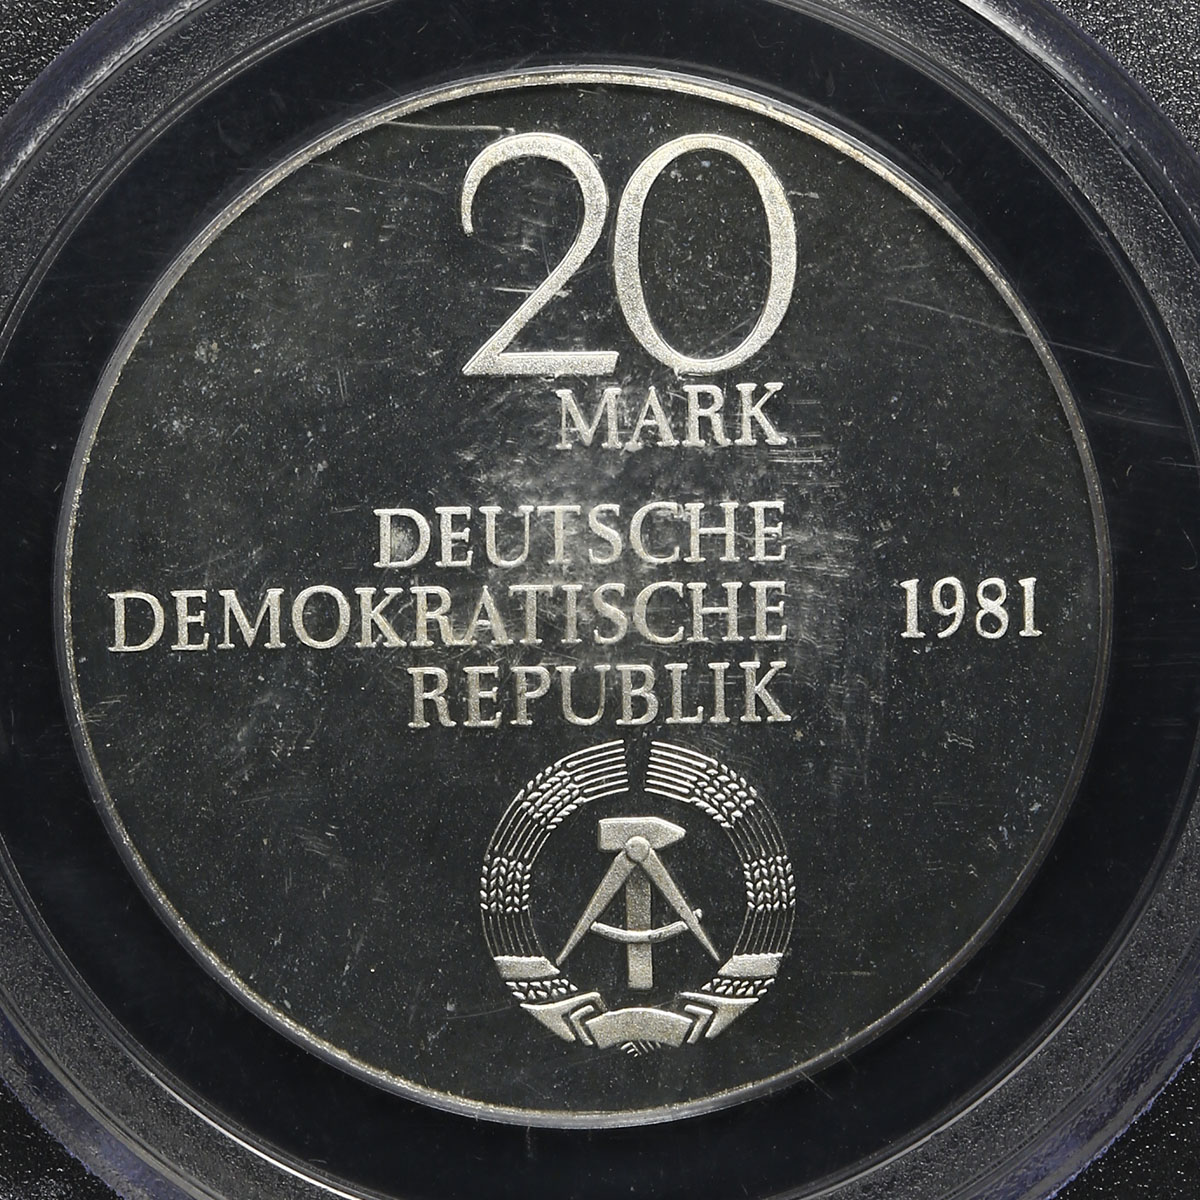 20
MARK
DEUTSCHE
DEMOKRATISCHE
REPUBLIK
1981